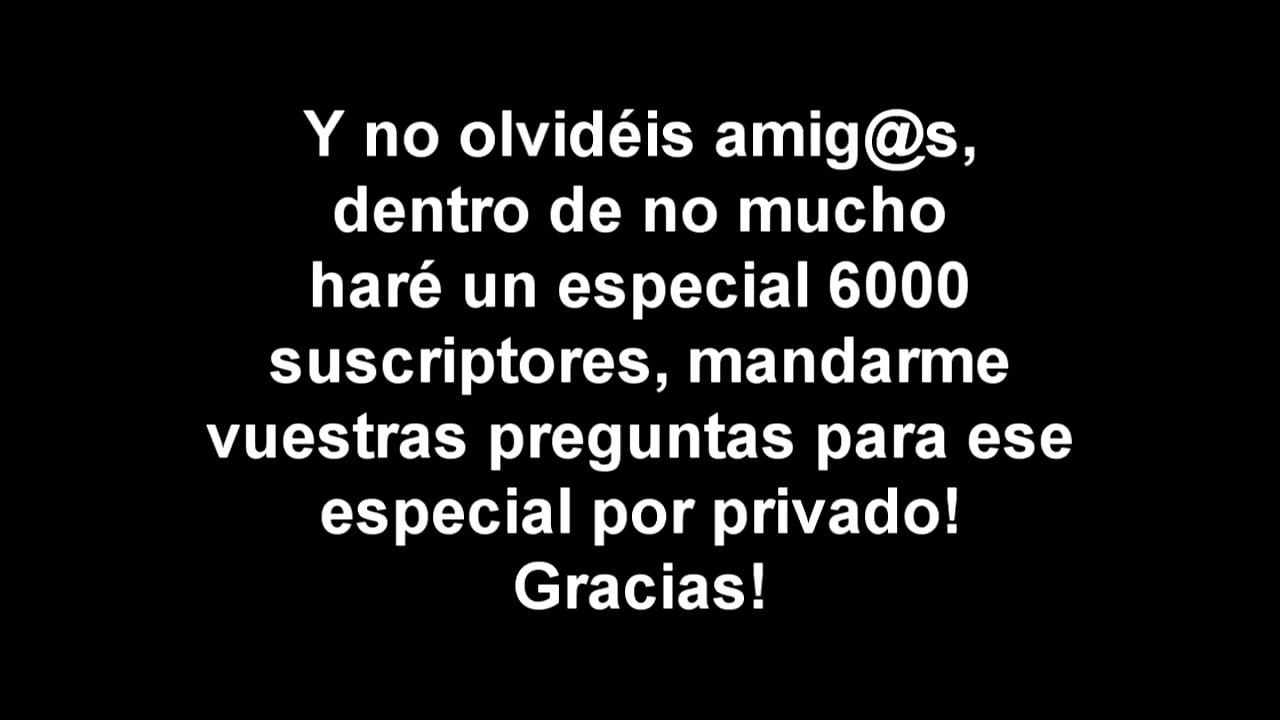 Y no olvidéis amig@s,
dentro de no mucho
haré un especial 6000
suscriptores, mandarme
vuestras preguntas para ese
especial por privado!
Gracias!